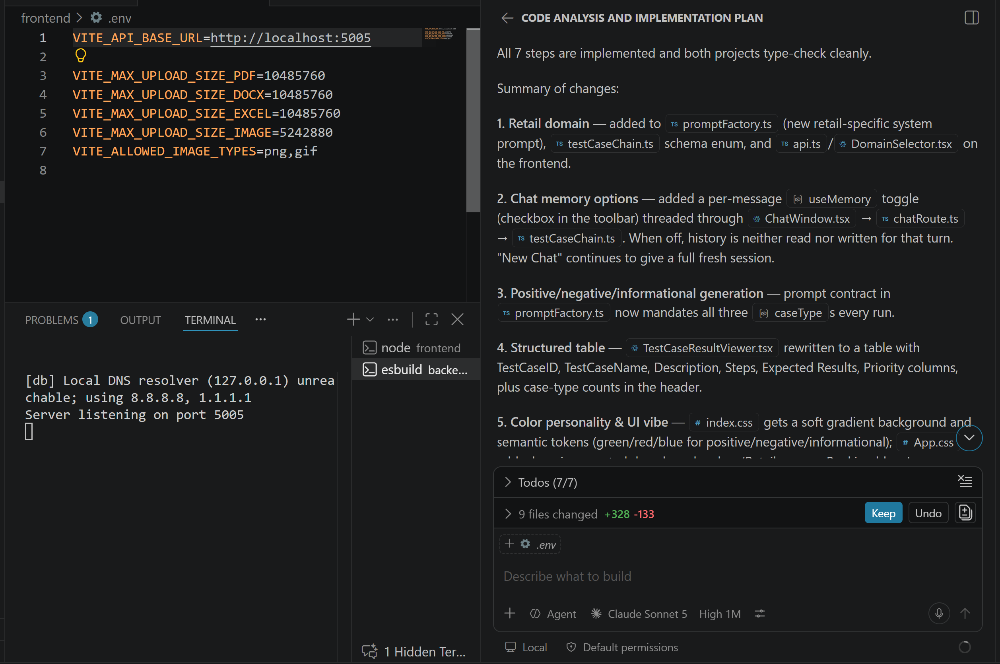 frontend > .env
1 VITE_API_BASE_URL=http://localhost:5005
2
3 VITE_MAX_UPLOAD_SIZE_PDF=10485760
4 VITE_MAX_UPLOAD_SIZE_DOCX=10485760
5 VITE_MAX_UPLOAD_SIZE_EXCEL=10485760
6 VITE_MAX_UPLOAD_SIZE_IMAGE=5242880
7 VITE_ALLOWED_IMAGE_TYPES=png,gif
8
PROBLEMS 1 OUTPUT TERMINAL
[db] Local DNS resolver (127.0.0.1) unrea
chable; using 8.8.8.8, 1.1.1.1
Server listening on port 5005
node frontend
esbuild backe...
1 Hidden Ter...
CODE ANALYSIS AND IMPLEMENTATION PLAN
All 7 steps are implemented and both projects type-check cleanly.
Summary of changes:
1. Retail domain — added to TS promptFactory.ts (new retail-specific system
prompt), TS testCaseChain.ts schema enum, and TS api.ts / DomainSelector.tsx on
the frontend.
2. Chat memory options — added a per-message useMemory toggle
(checkbox in the toolbar) threaded through ChatWindow.tsx → TS chatRoute.ts
→ TS testCaseChain.ts . When off, history is neither read nor written for that turn.
"New Chat" continues to give a full fresh session.
3. Positive/negative/informational generation — prompt contract in
TS promptFactory.ts now mandates all three caseType s every run.
4. Structured table — TestCaseResultViewer.tsx rewritten to a table with
TestCaseID, TestCaseName, Description, Steps, Expected Results, Priority columns,
plus case-type counts in the header.
5. Color personality & UI vibe — # index.css gets a soft gradient background and
semantic tokens (green/red/blue for positive/negative/informational); # App.css
Todos (7/7)
9 files changed +328 -133 Keep Undo
.env
Describe what to build
Agent Claude Sonnet 5 High 1M
Local Default permissions